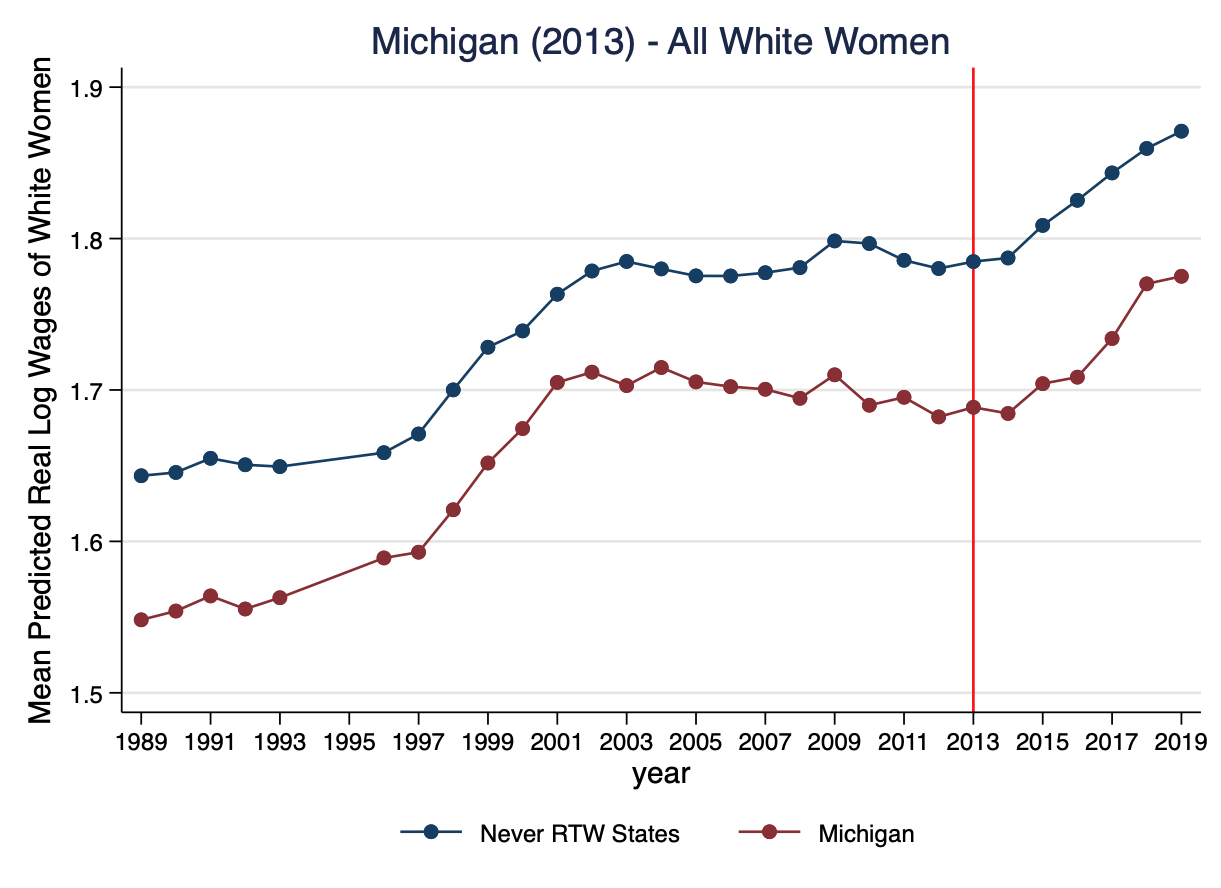 Michigan (2013) - All White Women
Mean Predicted Real Log Wages of White Women
1.9
1.8
1.7
1.6
1.5
1989 1991 1993 1995 1997 1999 2001 2003 2005 2007 2009 2011 2013 2015 2017 2019
year
Never RTW States Michigan